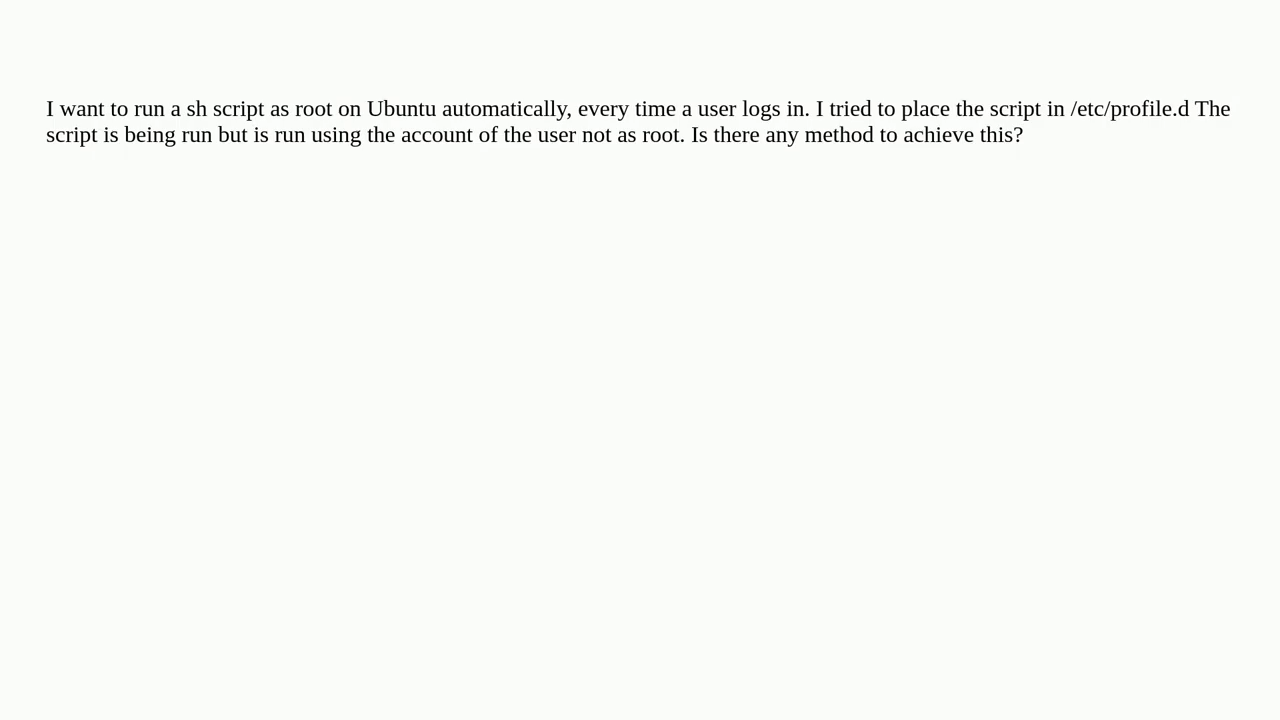 I want to run a sh script as root on Ubuntu automatically, every time a user logs in. I tried to place the script in /etc/profile.d The
script is being run but is run using the account of the user not as root. Is there any method to achieve this?